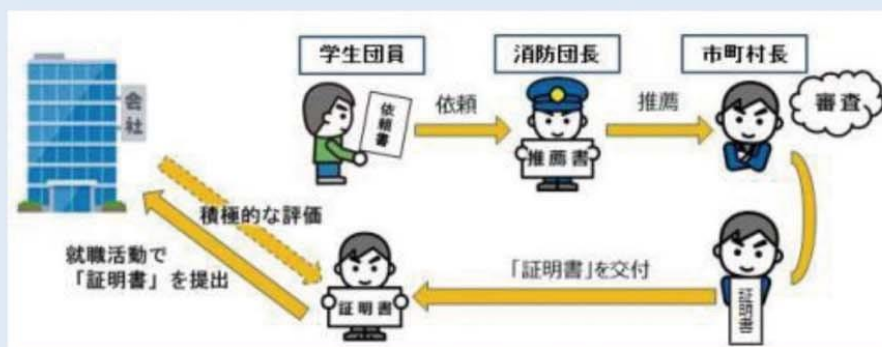 学生団員
消防団長
市町村長
会社
依頼書
依頼
推薦書
推薦
審査
積極的な評価
就職活動で
「証明書」を提出
証明書
「証明書」を交付
証明書